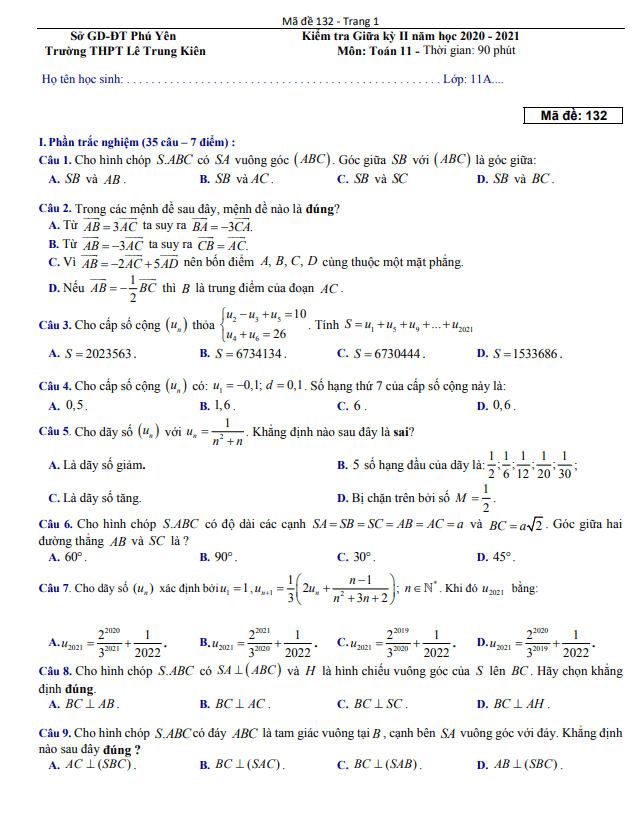 Mã đề 132 - Trang 1
Sở GD-ĐT Phú Yên Kiểm tra Giữa kỳ II năm học 2020 - 2021
Trường THPT Lê Trung Kiên Môn: Toán 11 - Thời gian: 90 phút
Họ tên học sinh: . . . . . . . . . . . . . . . . . . . . . . . . . . . . . . . . . . . . . . . . . . . . . . . . . . . . Lớp: 11A....
Mã đề: 132
I. Phần trắc nghiệm (35 câu – 7 điểm) :
Câu 1. Cho hình chóp S.ABC có SA vuông góc (ABC). Góc giữa SB với (ABC) là góc giữa:
A. SB và AB. B. SB và AC. C. SB và SC D. SB và BC.
Câu 2. Trong các mệnh đề sau đây, mệnh đề nào là đúng?
A. Từ $\overrightarrow{AB} = 3\overrightarrow{AC}$ ta suy ra $\overrightarrow{BA} = -3\overrightarrow{CA}$.
B. Từ $\overrightarrow{AB} = -3\overrightarrow{AC}$ ta suy ra $\overrightarrow{CB} = \overrightarrow{AC}$.
C. Vì $\overrightarrow{AB} = -2\overrightarrow{AC} + 5\overrightarrow{AD}$ nên bốn điểm A, B, C, D cùng thuộc một mặt phẳng.
D. Nếu $\overrightarrow{AB} = -\frac{1}{2}\overrightarrow{BC}$ thì B là trung điểm của đoạn AC.
Câu 3. Cho cấp số cộng $(u_n)$ thỏa $\begin{cases} u_2 - u_3 + u_5 = 10 \\ u_4 + u_6 = 26 \end{cases}$. Tính $S = u_1 + u_5 + u_9 + ... + u_{2021}$
A. S = 2023563. B. S = 6734134. C. S = 6730444. D. S = 1533686.
Câu 4. Cho cấp số cộng $(u_n)$ có: $u_1 = -0,1; d = 0,1$. Số hạng thứ 7 của cấp số cộng này là:
A. 0,5. B. 1,6. C. 6. D. 0,6.
Câu 5. Cho dãy số $(u_n)$ với $u_n = \frac{1}{n^2 + n}$. Khẳng định nào sau đây là sai?
A. Là dãy số giảm. B. 5 số hạng đầu của dãy là: $\frac{1}{2}; \frac{1}{6}; \frac{1}{12}; \frac{1}{20}; \frac{1}{30}$;
C. Là dãy số tăng. D. Bị chặn trên bởi số $M = \frac{1}{2}$.
Câu 6. Cho hình chóp S.ABC có độ dài các cạnh SA = SB = SC = AB = AC = a và $BC = a\sqrt{2}$. Góc giữa hai
đường thẳng AB và SC là ?
A. 60°. B. 90°. C. 30°. D. 45°.
Câu 7. Cho dãy số $(u_n)$ xác định bởi $u_1 = 1, u_{n+1} = \frac{1}{3}\left(2u_n + \frac{n-1}{n^2 + 3n + 2}\right); n \in \mathbb{N}^*$. Khi đó $u_{2021}$ bằng:
A. $u_{2021} = \frac{2^{2020}}{3^{2021}} + \frac{1}{2022}$. B. $u_{2021} = \frac{2^{2021}}{3^{2020}} + \frac{1}{2022}$. C. $u_{2021} = \frac{2^{2019}}{3^{2020}} + \frac{1}{2022}$. D. $u_{2021} = \frac{2^{2020}}{3^{2019}} + \frac{1}{2022}$.
Câu 8. Cho hình chóp S.ABC có SA ⊥ (ABC) và H là hình chiếu vuông góc của S lên BC. Hãy chọn khẳng
định đúng.
A. BC ⊥ AB. B. BC ⊥ AC. C. BC ⊥ SC. D. BC ⊥ AH.
Câu 9. Cho hình chóp S.ABC có đáy ABC là tam giác vuông tại B, cạnh bên SA vuông góc với đáy. Khẳng định
nào sau đây đúng ?
A. AC ⊥ (SBC). B. BC ⊥ (SAC). C. BC ⊥ (SAB). D. AB ⊥ (SBC).